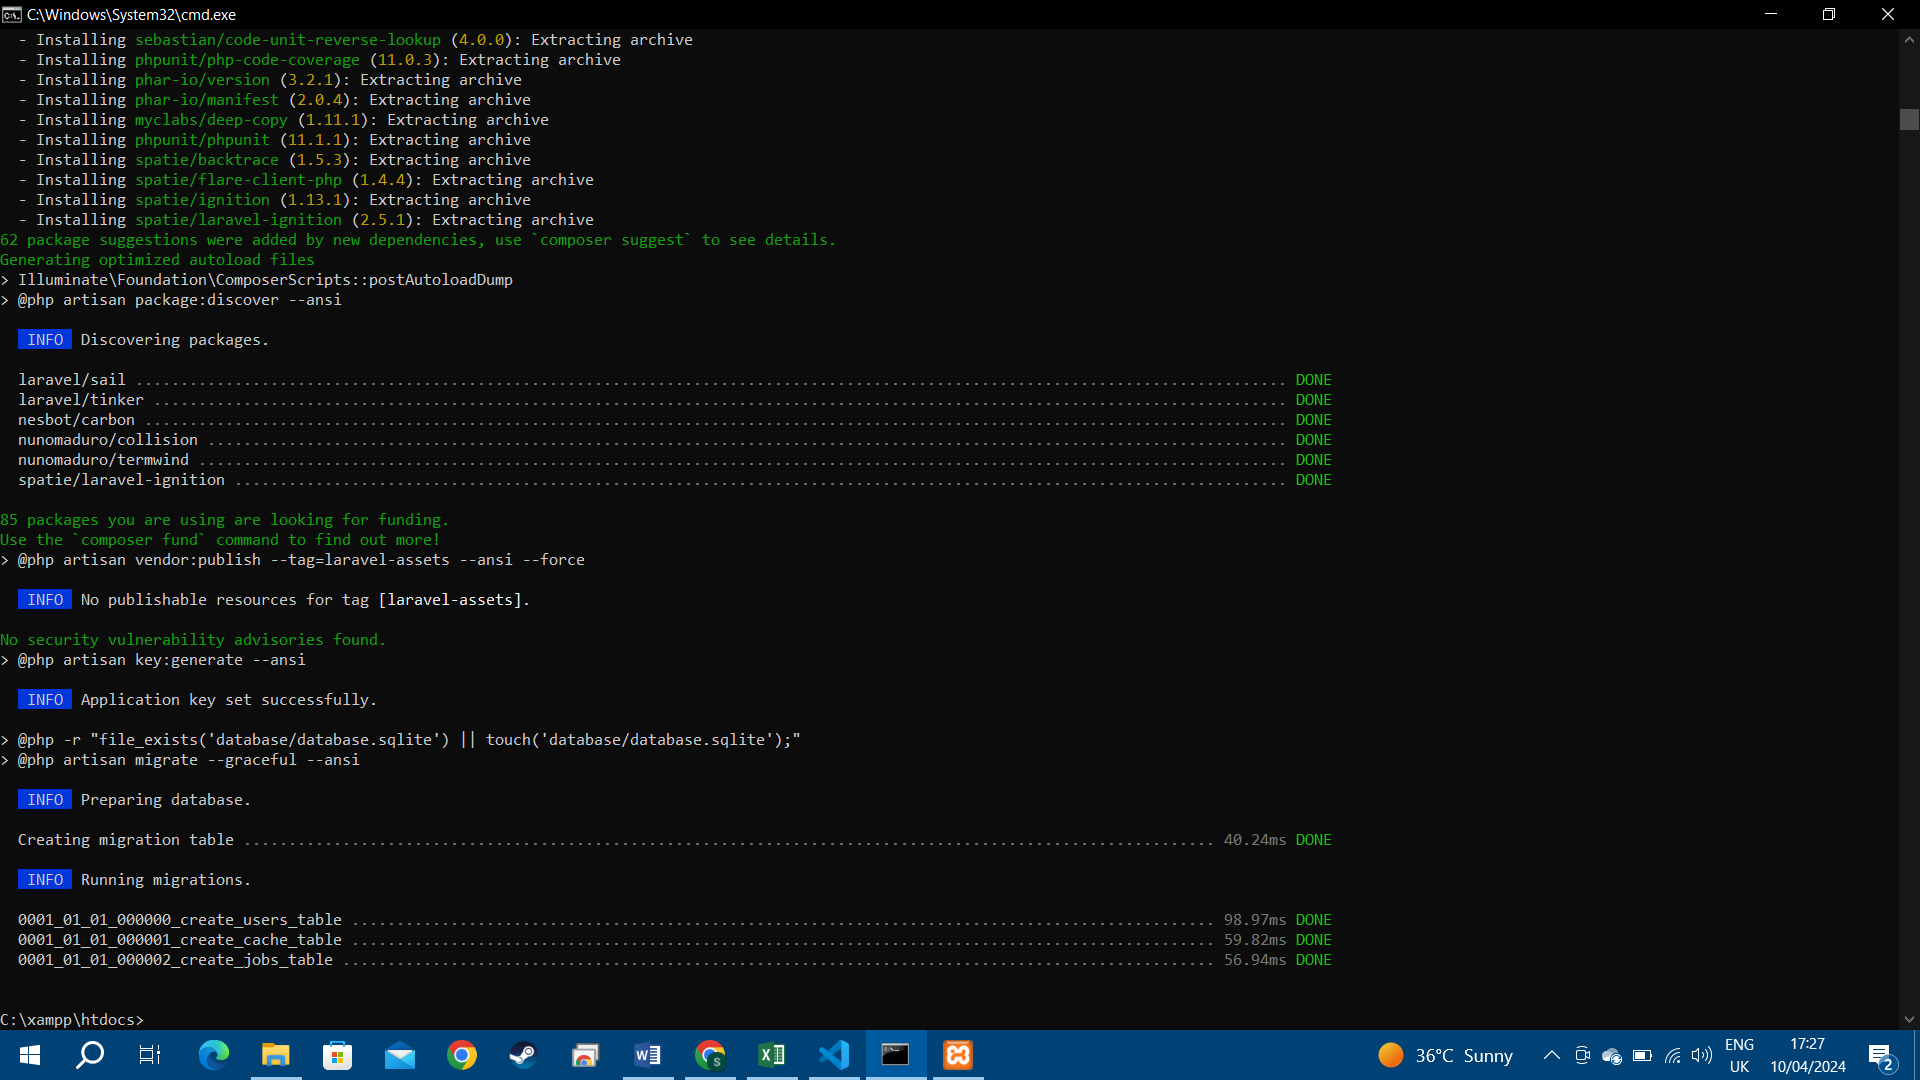 C:\Windows\System32\cmd.exe
- Installing sebastian/code-unit-reverse-lookup (4.0.0): Extracting archive
- Installing phpunit/php-code-coverage (11.0.3): Extracting archive
- Installing phar-io/version (3.2.1): Extracting archive
- Installing phar-io/manifest (2.0.4): Extracting archive
- Installing myclabs/deep-copy (1.11.1): Extracting archive
- Installing phpunit/phpunit (11.1.1): Extracting archive
- Installing spatie/backtrace (1.5.3): Extracting archive
- Installing spatie/flare-client-php (1.4.4): Extracting archive
- Installing spatie/ignition (1.13.1): Extracting archive
- Installing spatie/laravel-ignition (2.5.1): Extracting archive
62 package suggestions were added by new dependencies, use `composer suggest` to see details.
Generating optimized autoload files
> Illuminate\Foundation\ComposerScripts::postAutoloadDump
> @php artisan package:discover --ansi
INFO Discovering packages.
laravel/sail ........ DONE
laravel/tinker ........ DONE
nesbot/carbon ........ DONE
nunomaduro/collision ........ DONE
nunomaduro/termwind ........ DONE
spatie/laravel-ignition ........ DONE
85 packages you are using are looking for funding.
Use the `composer fund` command to find out more!
> @php artisan vendor:publish --tag=laravel-assets --ansi --force
INFO No publishable resources for tag [laravel-assets].
No security vulnerability advisories found.
> @php artisan key:generate --ansi
INFO Application key set successfully.
> @php -r "file_exists('database/database.sqlite') || touch('database/database.sqlite');"
> @php artisan migrate --graceful --ansi
INFO Preparing database.
Creating migration table ........ 40.24ms DONE
INFO Running migrations.
0001_01_01_000000_create_users_table ........ 98.97ms DONE
0001_01_01_000001_create_cache_table ........ 59.82ms DONE
0001_01_01_000002_create_jobs_table ........ 56.94ms DONE
C:\xampp\htdocs>
36°C Sunny
ENG
UK
17:27
10/04/2024
2